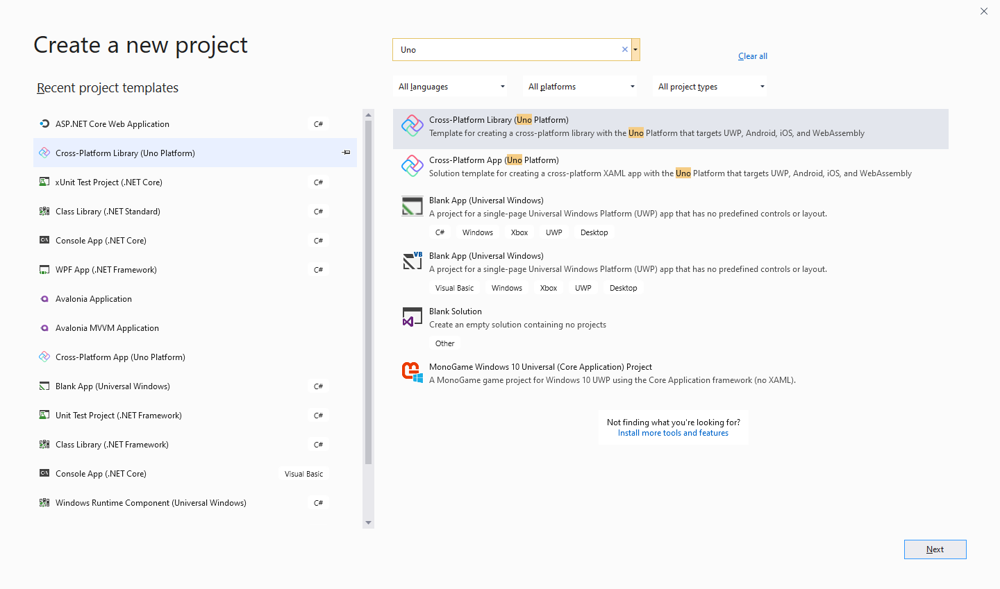 Create a new project
Uno
Clear all
Recent project templates
All languages
All platforms
All project types
ASP.NET Core Web Application
C#
Cross-Platform Library (Uno Platform)
xUnit Test Project (.NET Core)
C#
Class Library (.NET Standard)
C#
Console App (.NET Core)
C#
WPF App (.NET Framework)
C#
Avalonia Application
Avalonia MVVM Application
Cross-Platform App (Uno Platform)
Blank App (Universal Windows)
C#
Unit Test Project (.NET Framework)
C#
Class Library (.NET Framework)
C#
Console App (.NET Core)
Visual Basic
Windows Runtime Component (Universal Windows)
C#
Cross-Platform Library (Uno Platform)
Template for creating a cross-platform library with the Uno Platform that targets UWP, Android, iOS, and WebAssembly
Cross-Platform App (Uno Platform)
Solution template for creating a cross-platform XAML app with the Uno Platform that targets UWP, Android, iOS, and WebAssembly
Blank App (Universal Windows)
A project for a single-page Universal Windows Platform (UWP) app that has no predefined controls or layout.
C# Windows Xbox UWP Desktop
VB
Blank App (Universal Windows)
A project for a single-page Universal Windows Platform (UWP) app that has no predefined controls or layout.
Visual Basic Windows Xbox UWP Desktop
Blank Solution
Create an empty solution containing no projects
Other
MonoGame Windows 10 Universal (Core Application) Project
A MonoGame game project for Windows 10 UWP using the Core Application framework (no XAML).
Not finding what you're looking for?
Install more tools and features
Next